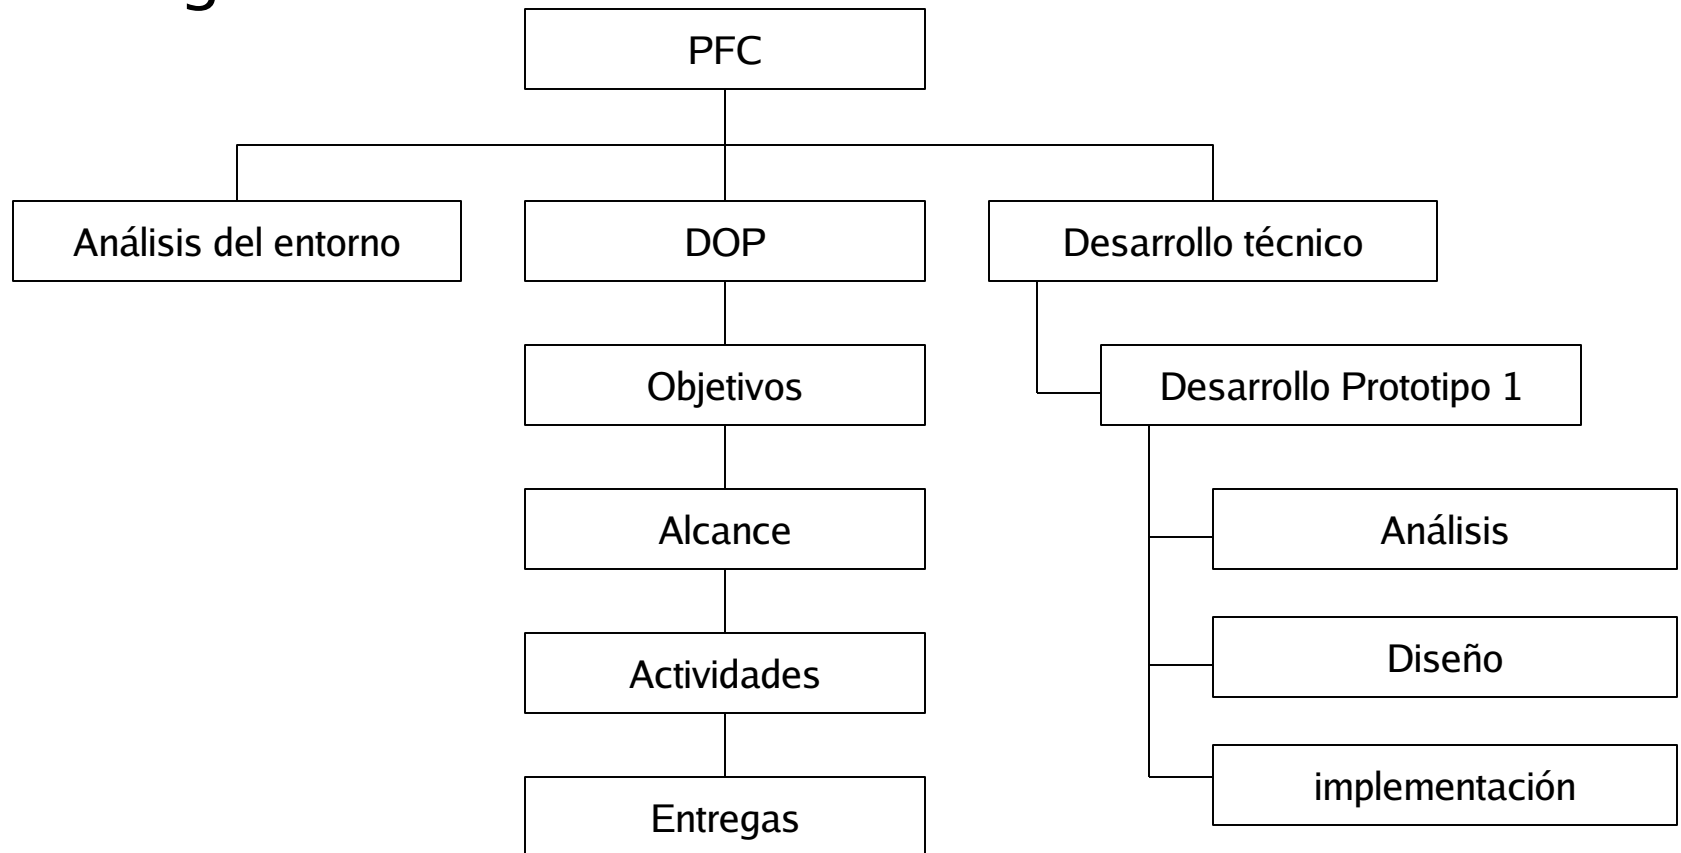 PFC
Análisis del entorno
DOP
Desarrollo técnico
Objetivos
Desarrollo Prototipo 1
Alcance
Análisis
Actividades
Diseño
Entregas
implementación